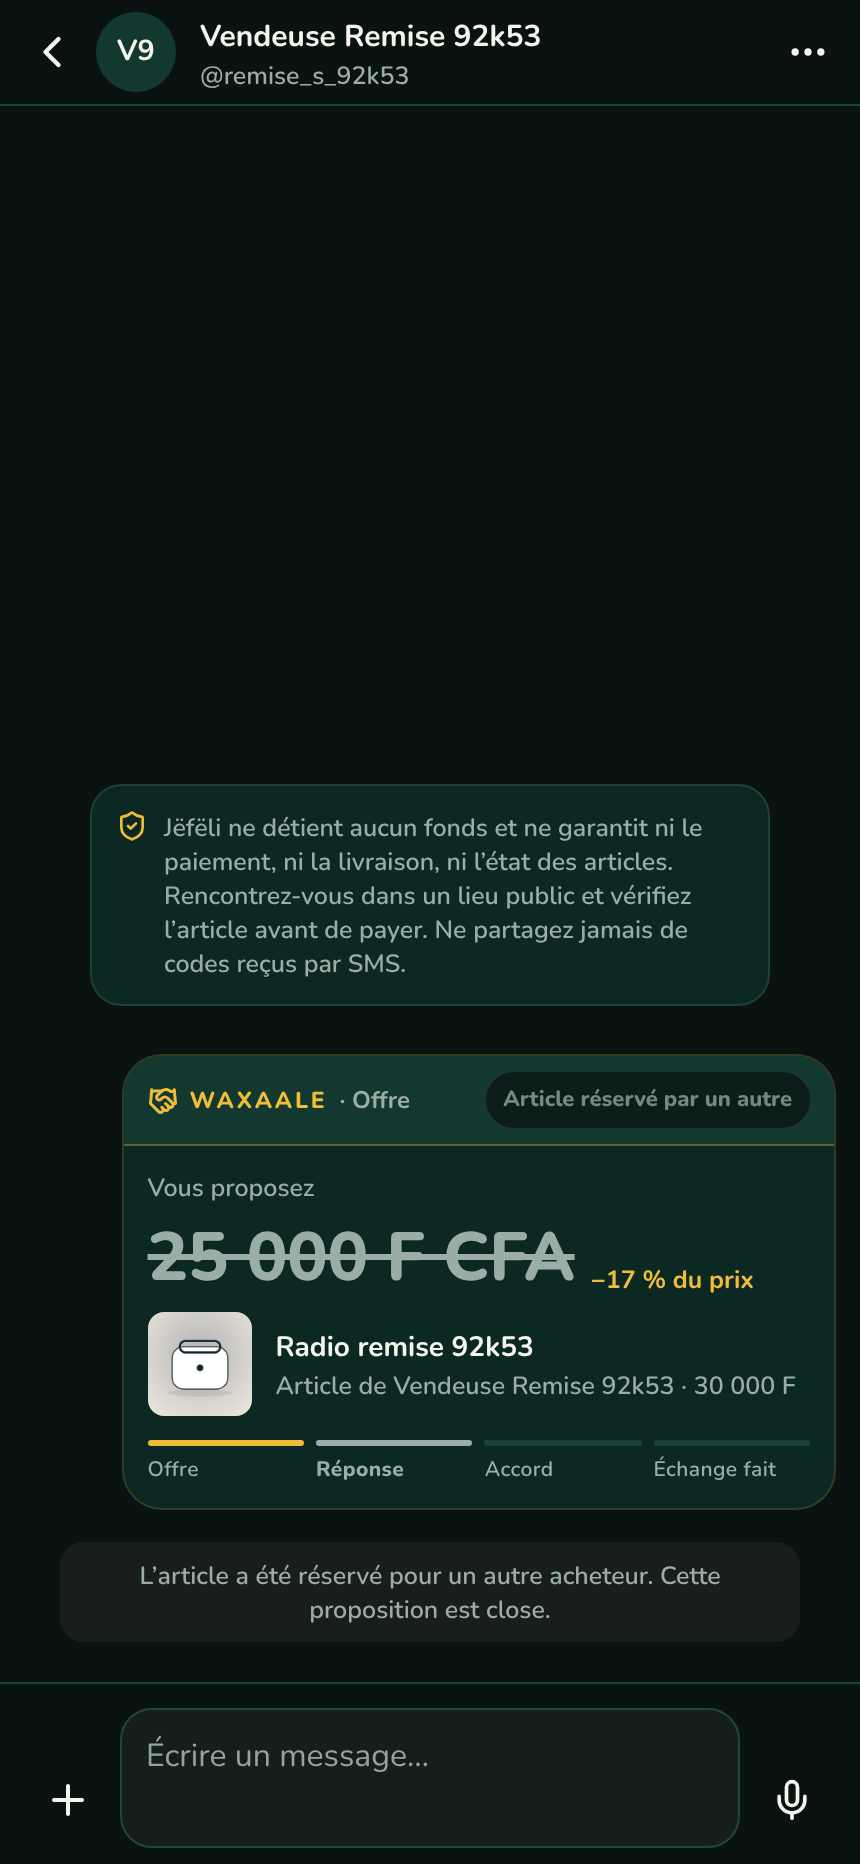 V9
Vendeuse Remise 92k53
@remise_s_92k53
Jëfëli ne détient aucun fonds et ne garantit ni le
paiement, ni la livraison, ni l’état des articles.
Rencontrez-vous dans un lieu public et vérifiez
l’article avant de payer. Ne partagez jamais de
codes reçus par SMS.
WAXAALE · Offre
Article réservé par un autre
Vous proposez
25 000 F CFA
−17 % du prix
Radio remise 92k53
Article de Vendeuse Remise 92k53 · 30 000 F
Offre
Réponse
Accord
Échange fait
L’article a été réservé pour un autre acheteur. Cette
proposition est close.
Écrire un message…